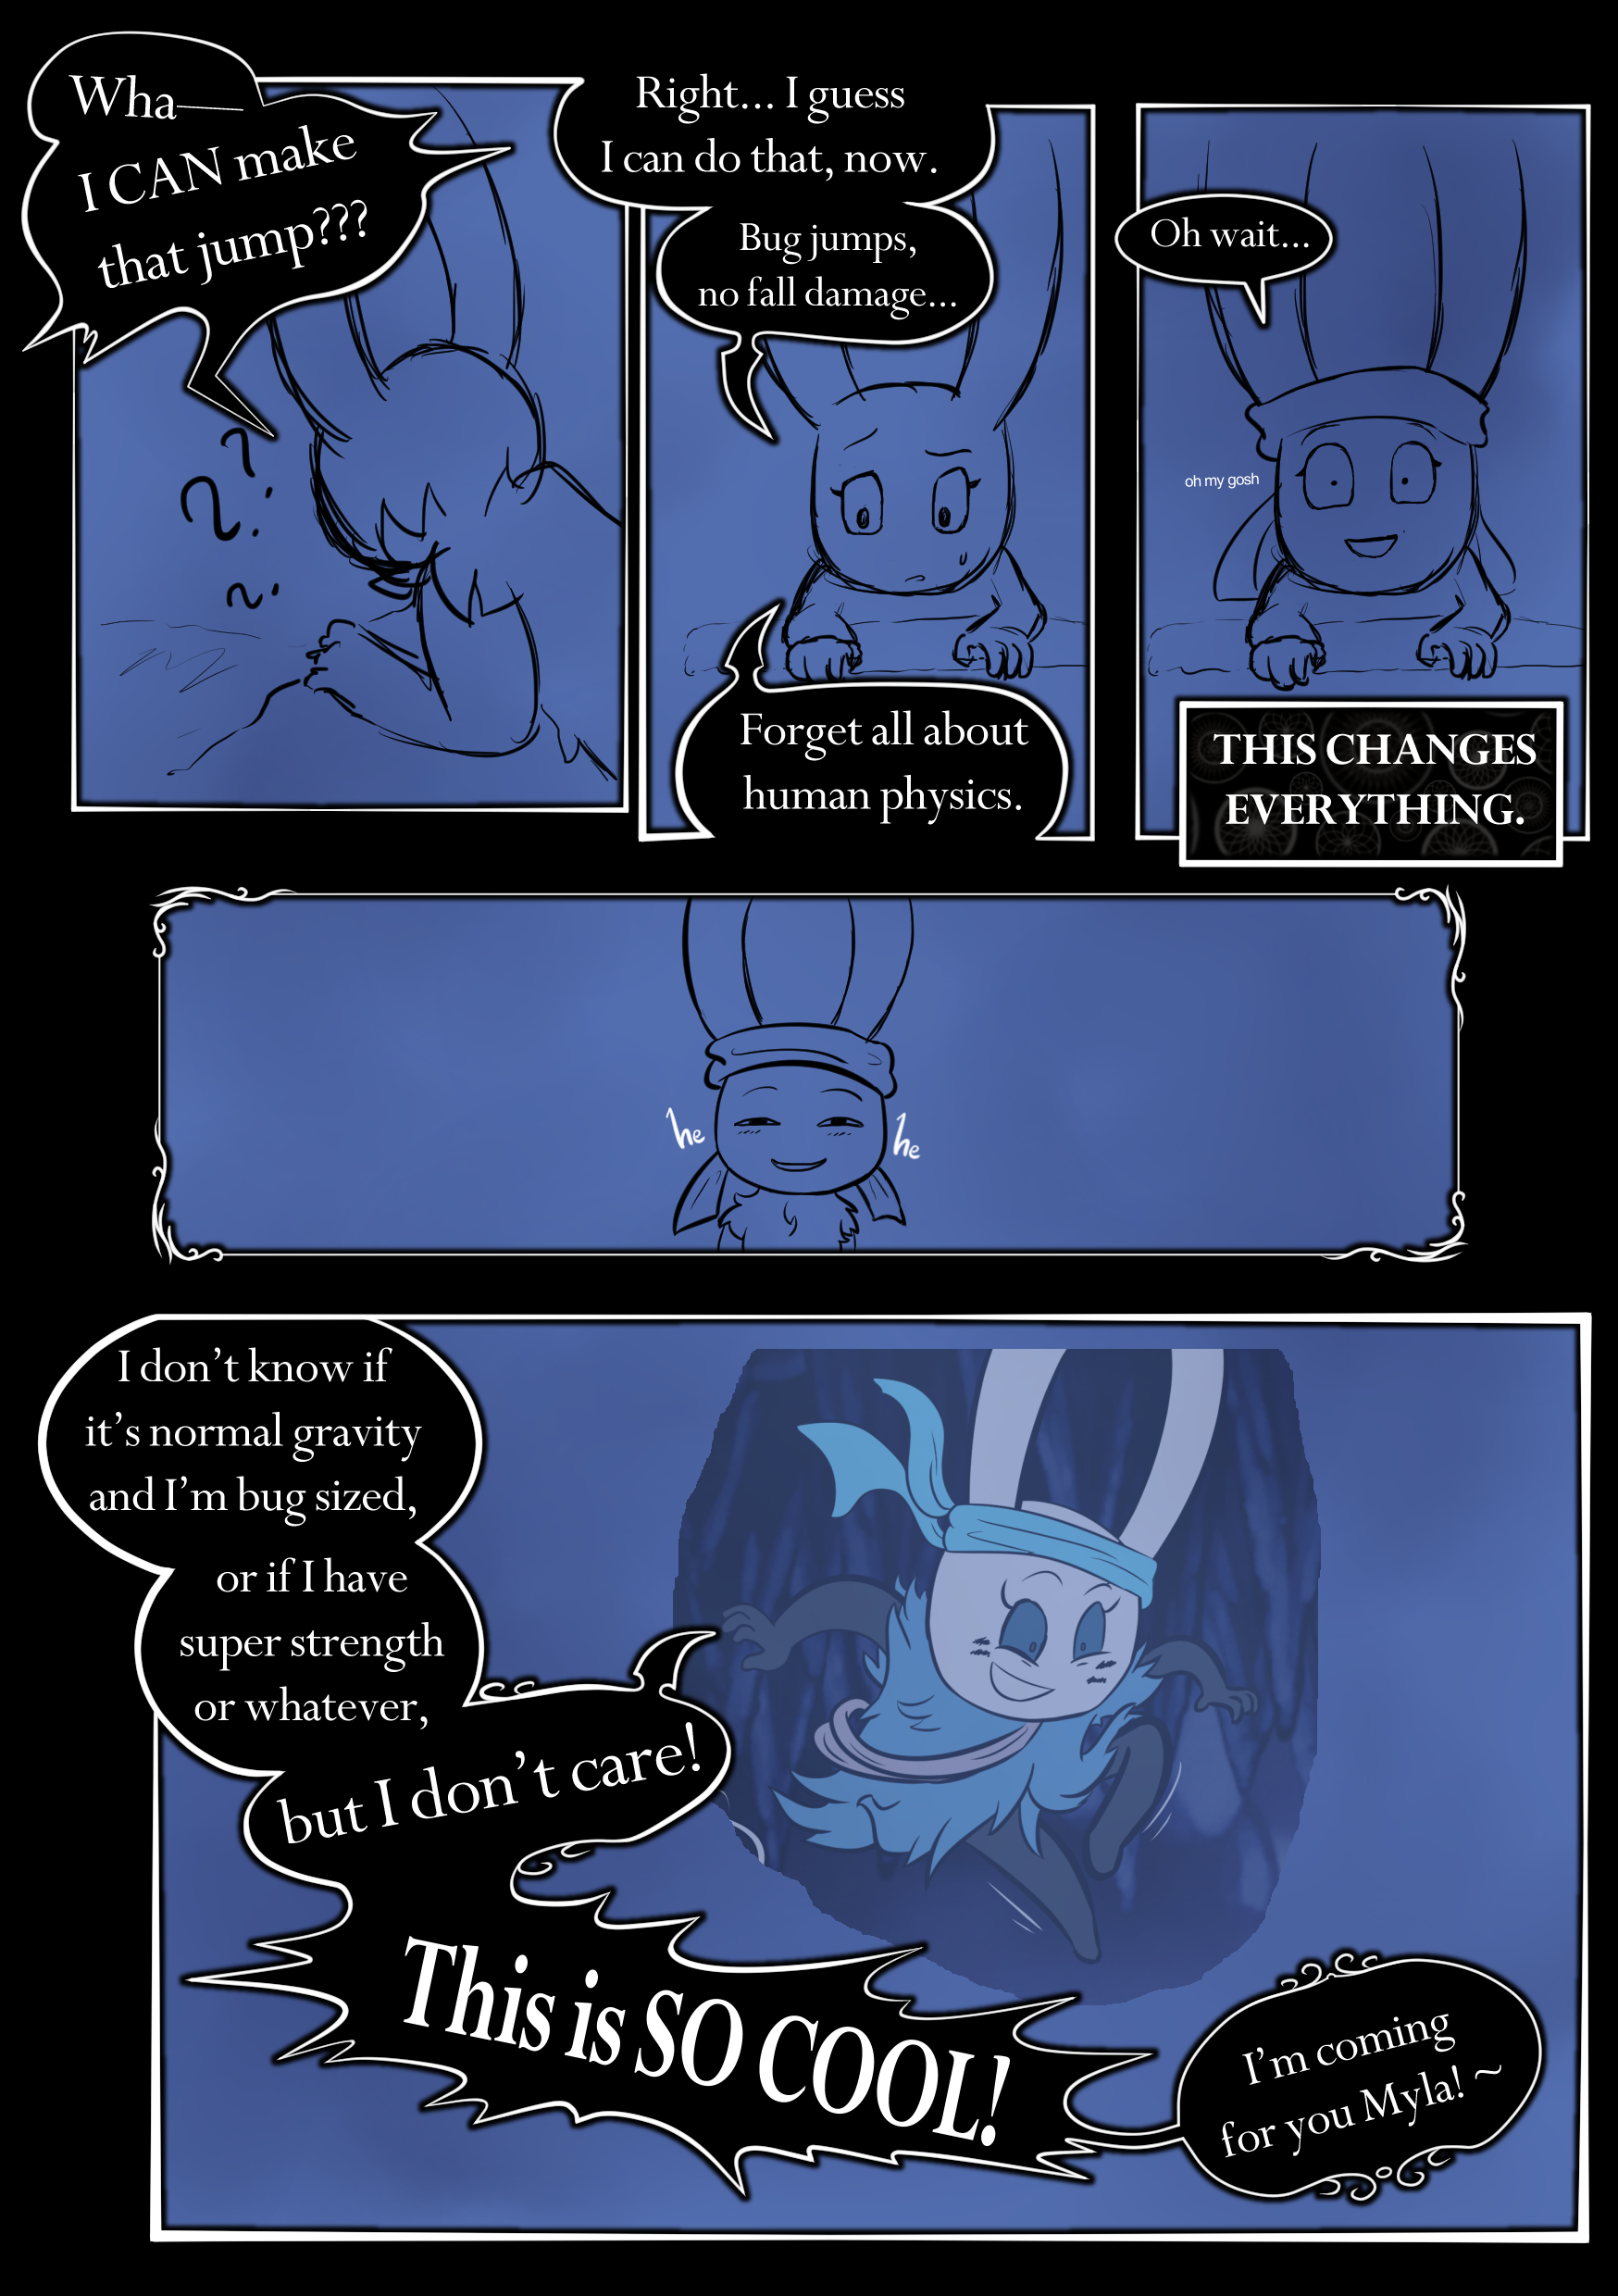 Wha—
I CAN make
that jump???
? ? ?
Right... I guess
I can do that, now.
Bug jumps,
no fall damage...
Forget all about
human physics.
Oh wait...
oh my gosh
THIS CHANGES
EVERYTHING.
he
he
I don't know if
it's normal gravity
and I'm bug sized,
or if I have
super strength
or whatever,
but I don't care!
This is SO COOL!
I'm coming
for you Myla! ~